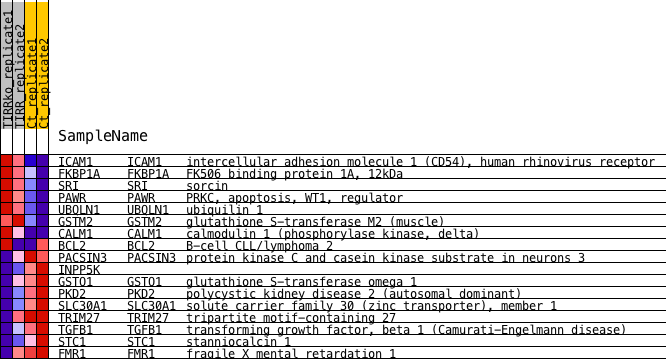 TIRRko_replicate1
TIRR_replicate2
Ct_replicate1
Ct_replicate2
SampleName
ICAM1 ICAM1 intercellular adhesion molecule 1 (CD54), human rhinovirus receptor
FKBP1A FKBP1A FK506 binding protein 1A, 12kDa
SRI SRI sorcin
PAWR PAWR PRKC, apoptosis, WT1, regulator
UBQLN1 UBQLN1 ubiquilin 1
GSTM2 GSTM2 glutathione S-transferase M2 (muscle)
CALM1 CALM1 calmodulin 1 (phosphorylase kinase, delta)
BCL2 BCL2 B-cell CLL/lymphoma 2
PACSIN3 PACSIN3 protein kinase C and casein kinase substrate in neurons 3
INPP5K
GSTO1 GSTO1 glutathione S-transferase omega 1
PKD2 PKD2 polycystic kidney disease 2 (autosomal dominant)
SLC30A1 SLC30A1 solute carrier family 30 (zinc transporter), member 1
TRIM27 TRIM27 tripartite motif-containing 27
TGFB1 TGFB1 transforming growth factor, beta 1 (Camurati-Engelmann disease)
STC1 STC1 stanniocalcin 1
FMR1 FMR1 fragile X mental retardation 1